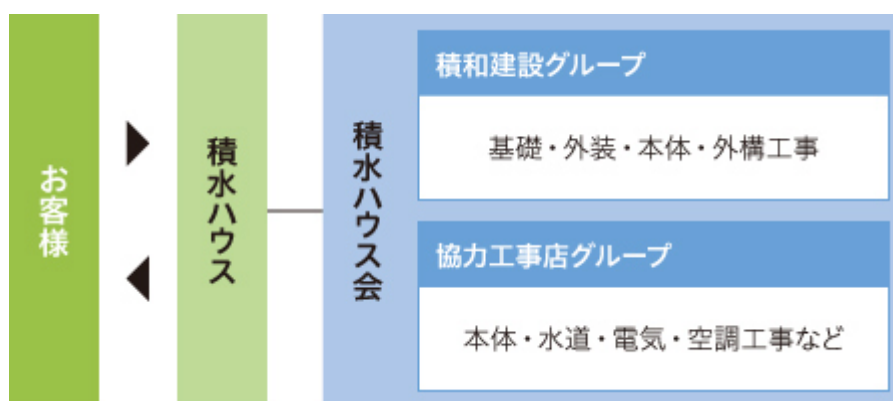 お客様
積水ハウス
積水ハウス会
積和建設グループ
基礎・外装・本体・外構工事
協力工事店グループ
本体・水道・電気・空調工事など